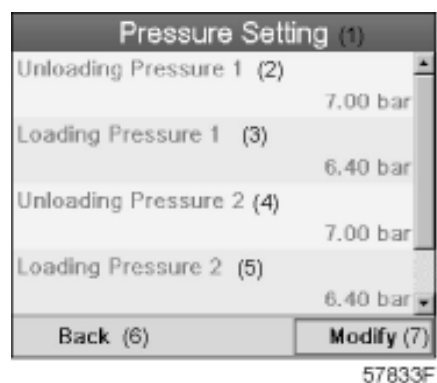 Pressure Setting (1)
Unloading Pressure 1 (2)
7.00 bar
Loading Pressure 1 (3)
6.40 bar
Unloading Pressure 2 (4)
7.00 bar
Loading Pressure 2 (5)
6.40 bar
Back (6) Modify (7)
57833F